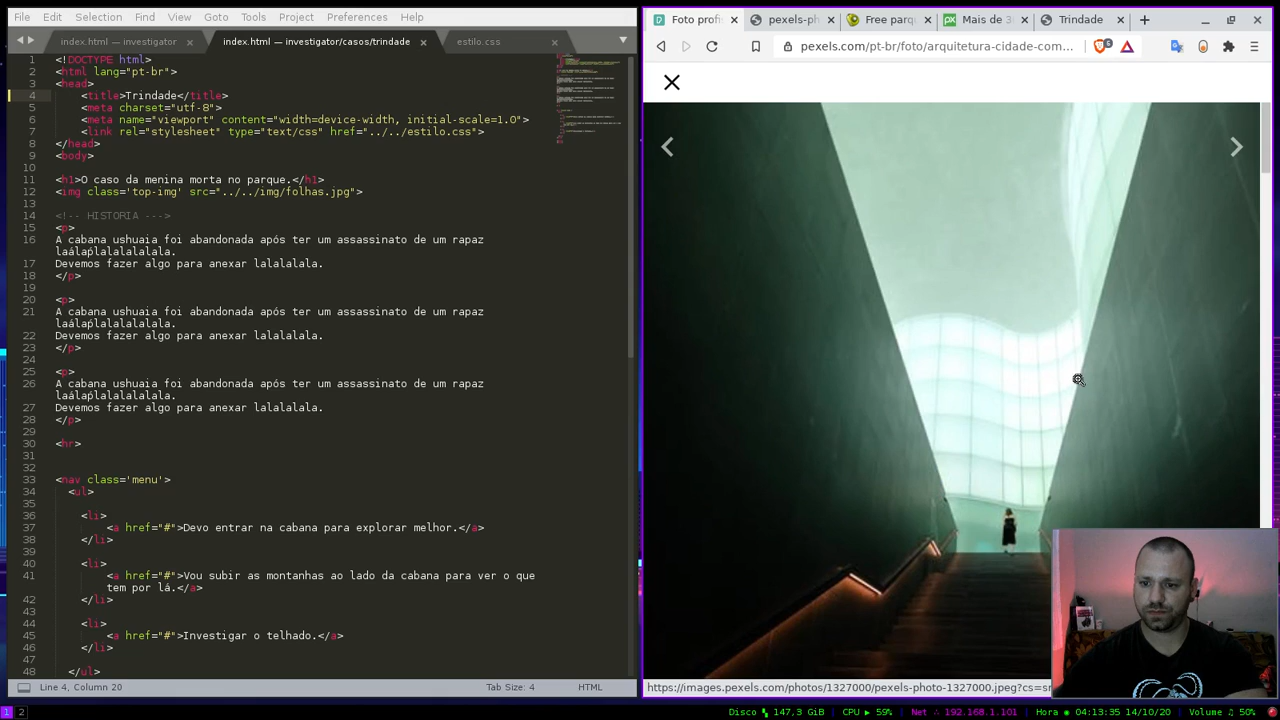 File Edit Selection Find View Goto Tools Project Preferences Help
index.html — investigator × index.html — investigator/casos/trindade × estilo.css ×
1 <!DOCTYPE html>
2 <html lang="pt-br">
3 <head>
4 <title>Trindade</title>
5 <meta charset="utf-8">
6 <meta name="viewport" content="width=device-width, initial-scale=1.0">
7 <link rel="stylesheet" type="text/css" href="../../estilo.css">
8 </head>
9 <body>
10
11 <h1>O caso da menina morta no parque.</h1>
12 <img class='top-img' src="../../img/folhas.jpg">
13
14 <!-- HISTORIA --->
15 <p>
16 A cabana ushuaia foi abandonada após ter um assassinato de um rapaz
laálaplalalalalala.
17 Devemos fazer algo para anexar lalalalala.
18 </p>
19
20 <p>
21 A cabana ushuaia foi abandonada após ter um assassinato de um rapaz
laálaplalalalalala.
22 Devemos fazer algo para anexar lalalalala.
23 </p>
24
25 <p>
26 A cabana ushuaia foi abandonada após ter um assassinato de um rapaz
laálaplalalalalala.
27 Devemos fazer algo para anexar lalalalala.
28 </p>
29
30 <hr>
31
32
33 <nav class='menu'>
34 <ul>
35
36 <li>
37 <a href="#">Devo entrar na cabana para explorar melhor.</a>
38 </li>
39
40 <li>
41 <a href="#">Vou subir as montanhas ao lado da cabana para ver o que
tem por lá.</a>
42 </li>
43
44 <li>
45 <a href="#">Investigar o telhado.</a>
46 </li>
47
48 </ul>
Line 4, Column 20 Tab Size: 4 HTML
Foto profis × pexels-ph × Free parq × Mais de 3 × Trindade × +
pexels.com/pt-br/foto/arquitetura-cidade-com... 6
https://images.pexels.com/photos/1327000/pexels-photo-1327000.jpeg?cs=sr
1 2 Disco 147,3 GiB CPU ▶ 59% Net 192.168.1.101 Hora 04:13:35 14/10/20 Volume 50%